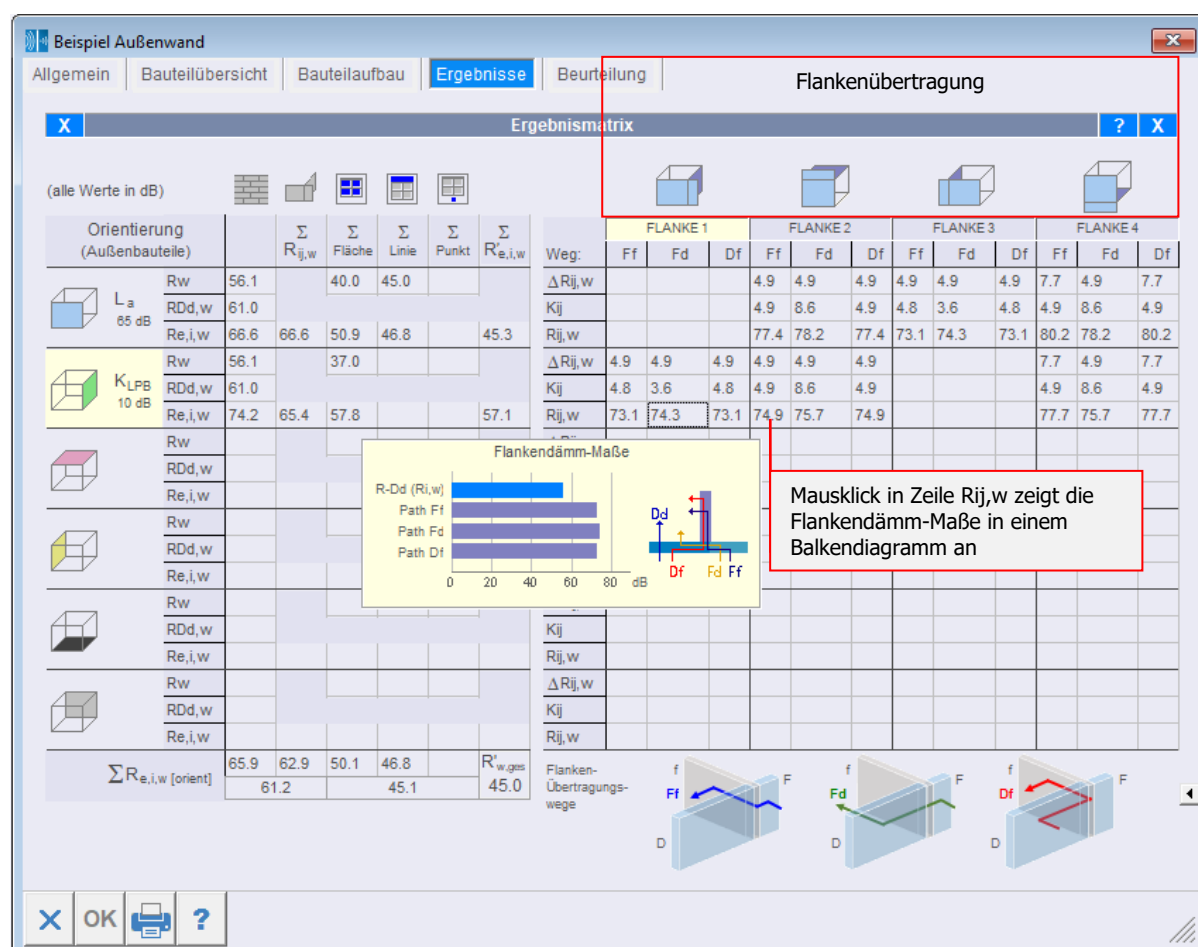 Beispiel Außenwand
Allgemein Bauteilübersicht Bauteilaufbau Ergebnisse Beurteilung
Flankenübertragung
X Ergebnismatrix ? X
(alle Werte in dB)
Orientierung Σ Σ Σ Σ Σ FLANKE 1 FLANKE 2 FLANKE 3 FLANKE 4
(Außenbauteile) Rij,w Fläche Linie Punkt R'e,i,w Weg: Ff Fd Df Ff Fd Df Ff Fd Df Ff Fd Df
Rw 56.1 40.0 45.0 ΔRij,w 4.9 4.9 4.9 4.9 4.9 4.9 7.7 4.9 7.7
La 65 dB RDd,w 61.0 Kij 4.9 8.6 4.9 4.8 3.6 4.8 4.9 8.6 4.9
Re,i,w 66.6 66.6 50.9 46.8 45.3 Rij,w 77.4 78.2 77.4 73.1 74.3 73.1 80.2 78.2 80.2
Rw 56.1 37.0 ΔRij,w 4.9 4.9 4.9 4.9 4.9 4.9 7.7 4.9 7.7
KLPB 10 dB RDd,w 61.0 Kij 4.8 3.6 4.8 4.9 8.6 4.9 4.9 8.6 4.9
Re,i,w 74.2 65.4 57.8 57.1 Rij,w 73.1 74.3 73.1 74.9 75.7 74.9 77.7 75.7 77.7
Rw
RDd,w
Re,i,w
Rw
RDd,w
Re,i,w
Flankendämm-Maße
R-Dd (Ri,w)
Path Ff
Path Fd
Path Df
0 20 40 60 80 dB
Dd
Df Fd Ff
Mausklick in Zeile Rij,w zeigt die
Flankendämm-Maße in einem
Balkendiagramm an
Rw
RDd,w Kij
Re,i,w Rij,w
Rw ΔRij,w
RDd,w Kij
Re,i,w Rij,w
ΣRe,i,w [orient] 65.9 62.9 50.1 46.8 R'w,ges
61.2 45.1 45.0
Flanken-
Übertragungs-
wege
f F Ff D
f F Fd D
f F Df D
X OK ?